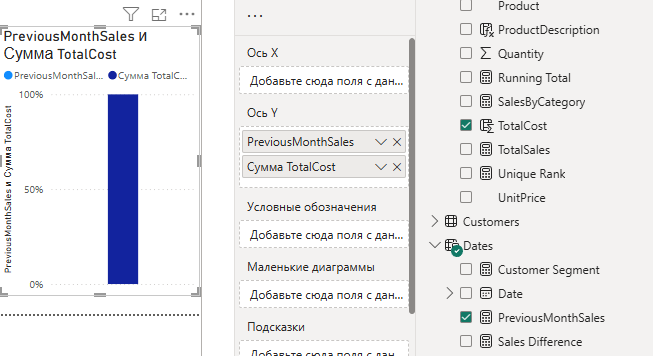 PreviousMonthSales и
Сумма TotalCost
PreviousMonthSal... Сумма TotalC...
100%
50%
0%
PreviousMonthSales и Сумма TotalCost
...
Ось X
Добавьте сюда поля с дан...
Ось Y
PreviousMonthSales
Сумма TotalCost
Условные обозначения
Добавьте сюда поля с дан...
Маленькие диаграммы
Добавьте сюда поля с дан...
Подсказки
Добавьте сюда поля с дан...
Product
ProductDescription
Quantity
Running Total
SalesByCategory
TotalCost
TotalSales
Unique Rank
UnitPrice
Customers
Dates
Customer Segment
Date
PreviousMonthSales
Sales Difference